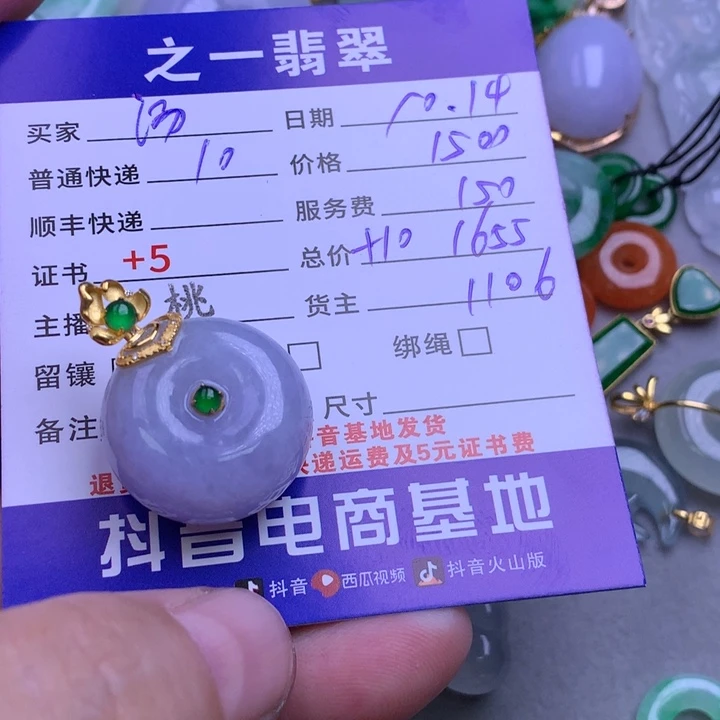 之一翡翠
买家 汤 日期 10.14
普通快递 10 价格 1500
顺丰快递 服务费 150
证书 +5 总价 +10 1655
主播 桃 货主 1106
留镶 绑绳
备注 尺寸
音基地发货
递运费及5元证书费
抖音电商基地
抖音 西瓜视频 抖音火山版